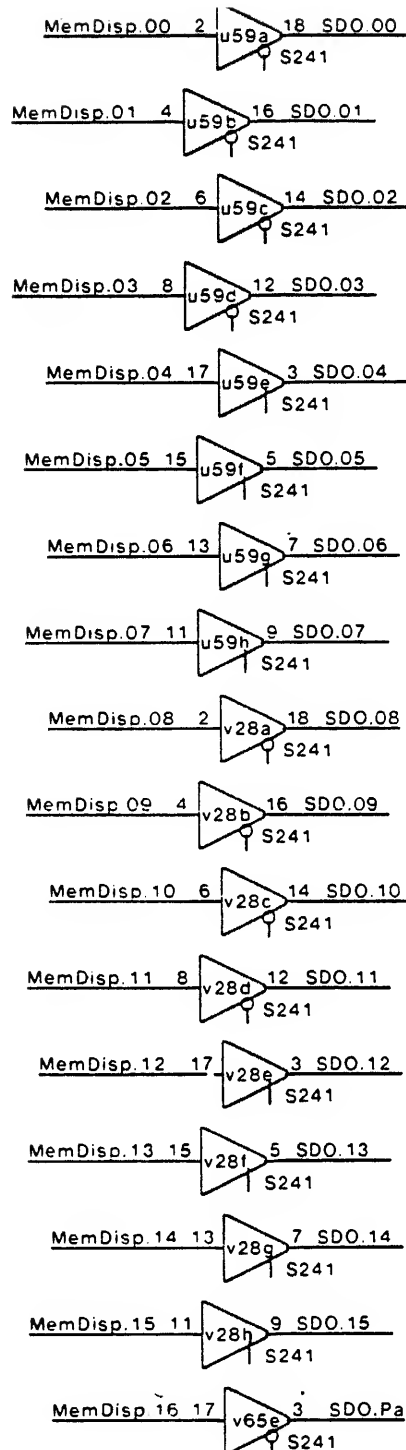 MemDisp.00 2 u59a 18 SDO.00
S241
MemDisp.01 4 u59b 16 SDO.01
S241
MemDisp.02 6 u59c 14 SDO.02
S241
MemDisp.03 8 u59d 12 SDO.03
S241
MemDisp.04 17 u59e 3 SDO.04
S241
MemDisp.05 15 u59f 5 SDO.05
S241
MemDisp.06 13 u59g 7 SDO.06
S241
MemDisp.07 11 u59h 9 SDO.07
S241
MemDisp.08 2 v28a 18 SDO.08
S241
MemDisp.09 4 v28b 16 SDO.09
S241
MemDisp.10 6 v28c 14 SDO.10
S241
MemDisp.11 8 v28d 12 SDO.11
S241
MemDisp.12 17 v28e 3 SDO.12
S241
MemDisp.13 15 v28f 5 SDO.13
S241
MemDisp.14 13 v28g 7 SDO.14
S241
MemDisp.15 11 v28h 9 SDO.15
S241
MemDisp.16 17 v65e 3 SDO.Pa
S241